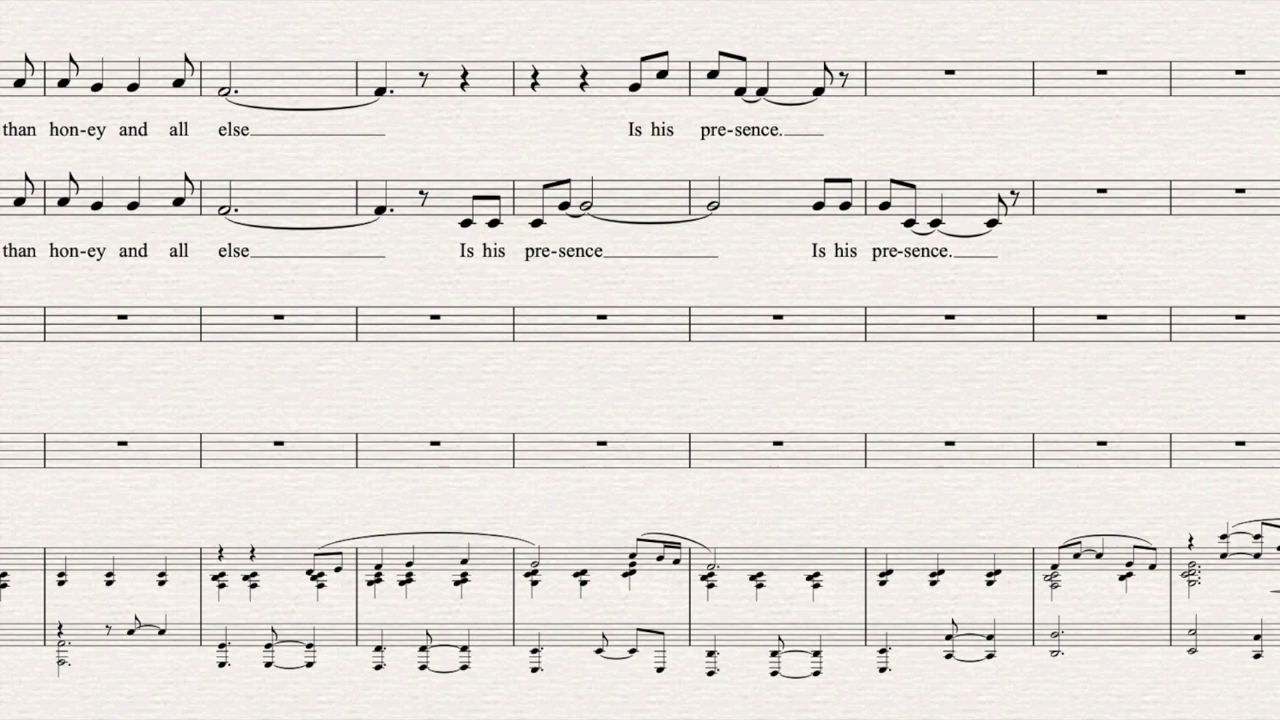 than hon-ey and all else Is his pre-sence.
than hon-ey and all else Is his pre-sence Is his pre-sence.